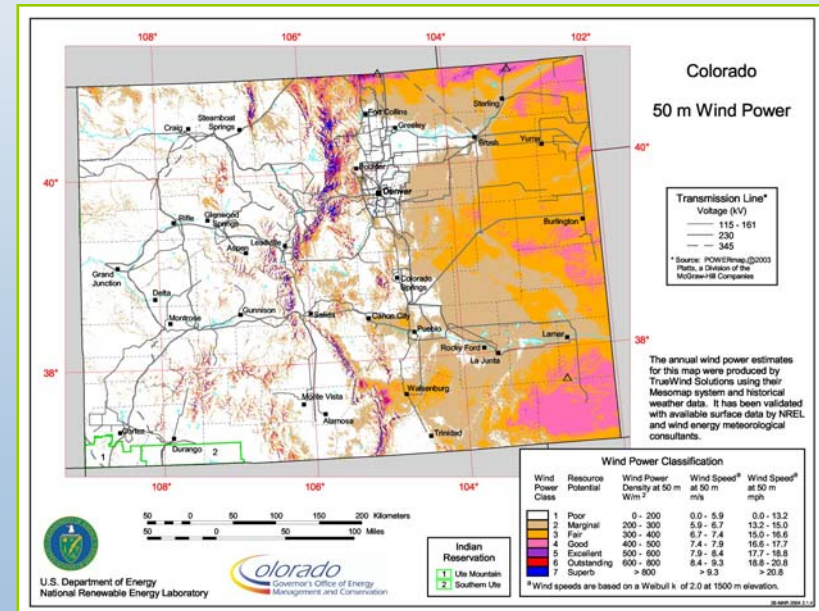 Colorado
50 m Wind Power
108°
106°
104°
102°
40°
40°
38°
38°
108°
106°
104°
Craig
Steamboat
Springs
Fort Collins
Greeley
Sterling
Brush
Yuma
Boulder
Denver
Rifle
Glenwood
Springs
Aspen
Leadville
Burlington
Grand
Junction
Delta
Montrose
Gunnison
Salida
Colorado
Springs
Canon City
Pueblo
Rocky Ford
La Junta
Lamar
Walsenburg
Monte Vista
Alamosa
Trinidad
Cortez
Durango
1
2
Transmission Line*
Voltage (kV)
115 - 161
230
345
* Source: POWERmap, ©2003
Platts, a Division of the
McGraw-Hill Companies
The annual wind power estimates
for this map were produced by
TrueWind Solutions using their
Mesomap system and historical
weather data. It has been validated
with available surface data by NREL
and wind energy meteorological
consultants.
Wind Power Classification
Wind Power Class Resource Potential Wind Power Density at 50 m W/m² Wind Speedª at 50 m m/s Wind Speedª at 50 m mph
1 Poor 0 - 200 0.0 - 5.9 0.0 - 13.2
2 Marginal 200 - 300 5.9 - 6.7 13.2 - 15.0
3 Fair 300 - 400 6.7 - 7.4 15.0 - 16.6
4 Good 400 - 500 7.4 - 7.9 16.6 - 17.7
5 Excellent 500 - 600 7.9 - 8.4 17.7 - 18.8
6 Outstanding 600 - 800 8.4 - 9.3 18.8 - 20.8
7 Superb > 800 > 9.3 > 20.8
ª Wind speeds are based on a Weibull k of 2.0 at 1500 m elevation.
50 0 50 100 150 200 Kilometers
50 0 50 100 Miles
U.S. Department of Energy
National Renewable Energy Laboratory
Colorado
Governor's Office of Energy
Management and Conservation
Indian
Reservation
1 Ute Mountain
2 Southern Ute